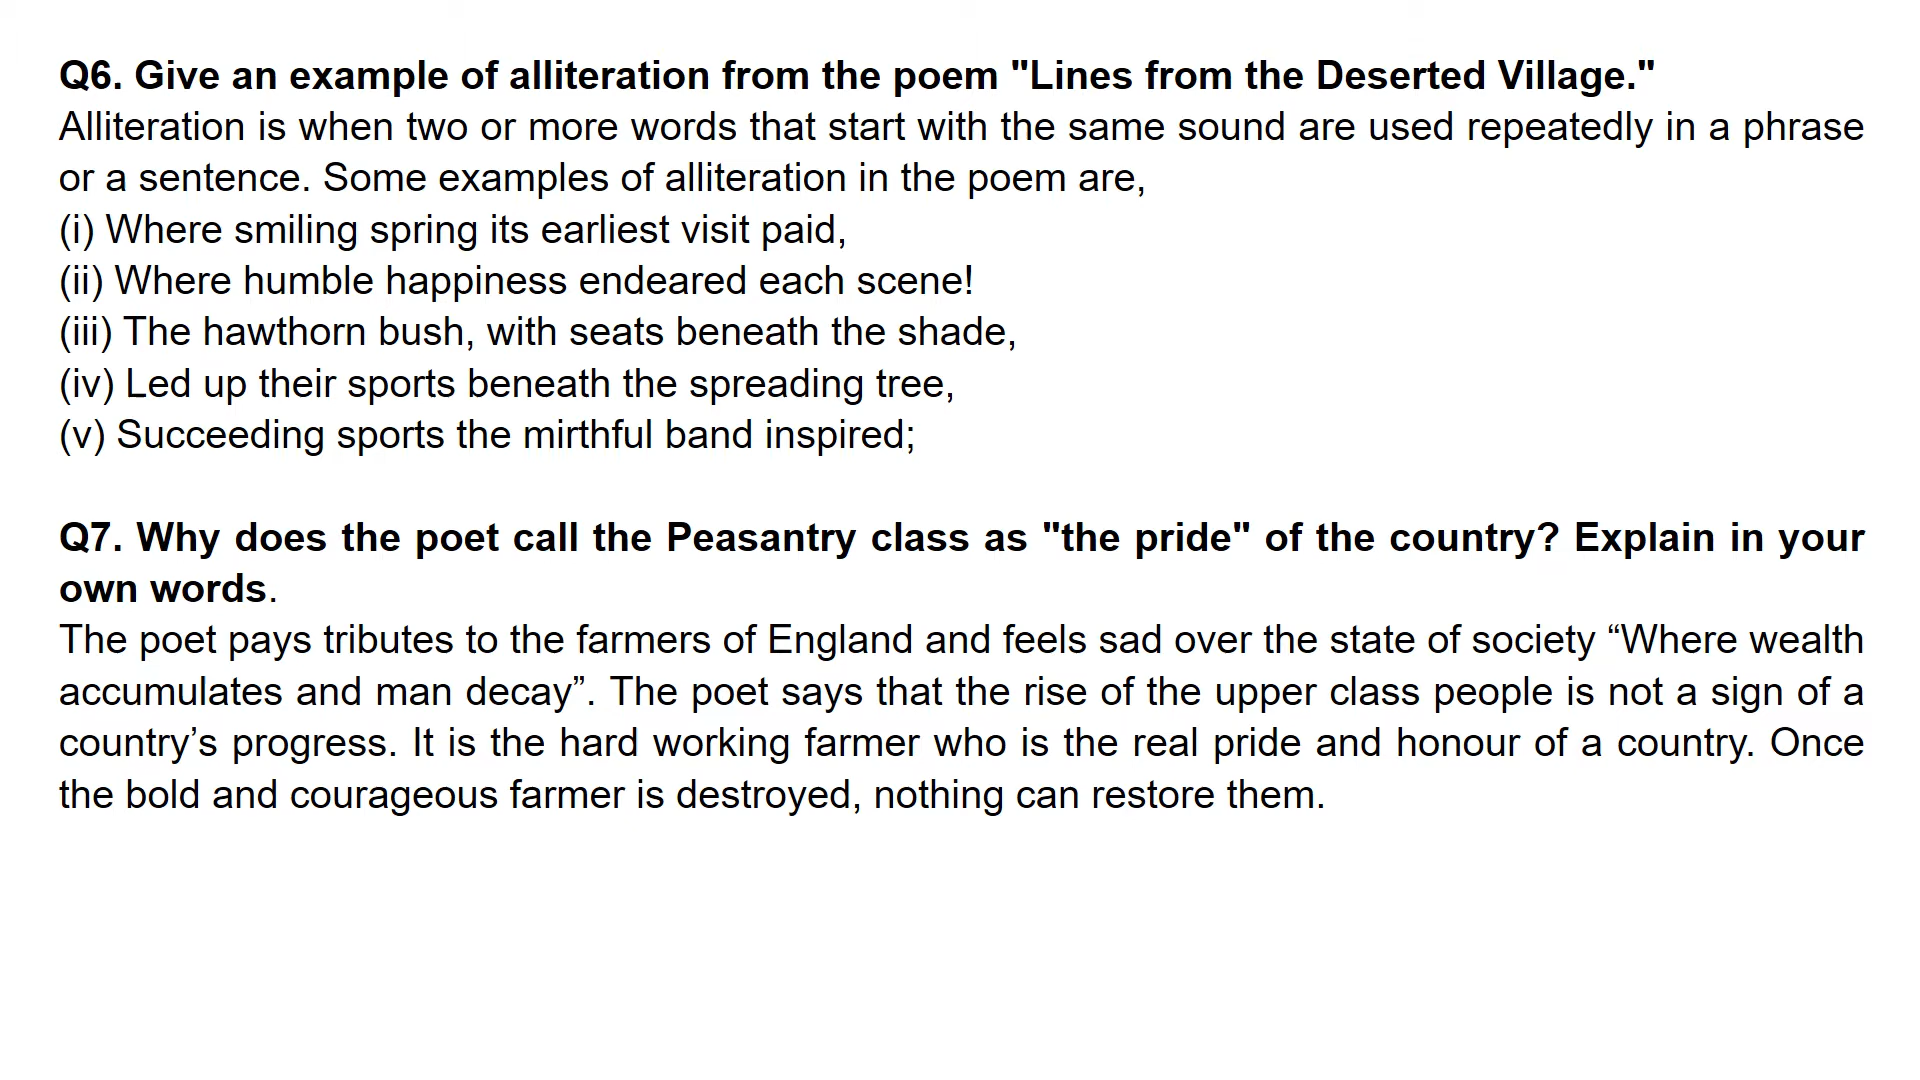 Q6. Give an example of alliteration from the poem "Lines from the Deserted Village."
Alliteration is when two or more words that start with the same sound are used repeatedly in a phrase
or a sentence. Some examples of alliteration in the poem are,
(i) Where smiling spring its earliest visit paid,
(ii) Where humble happiness endeared each scene!
(iii) The hawthorn bush, with seats beneath the shade,
(iv) Led up their sports beneath the spreading tree,
(v) Succeeding sports the mirthful band inspired;
Q7. Why does the poet call the Peasantry class as "the pride" of the country? Explain in your
own words.
The poet pays tributes to the farmers of England and feels sad over the state of society “Where wealth
accumulates and man decay”. The poet says that the rise of the upper class people is not a sign of a
country’s progress. It is the hard working farmer who is the real pride and honour of a country. Once
the bold and courageous farmer is destroyed, nothing can restore them.